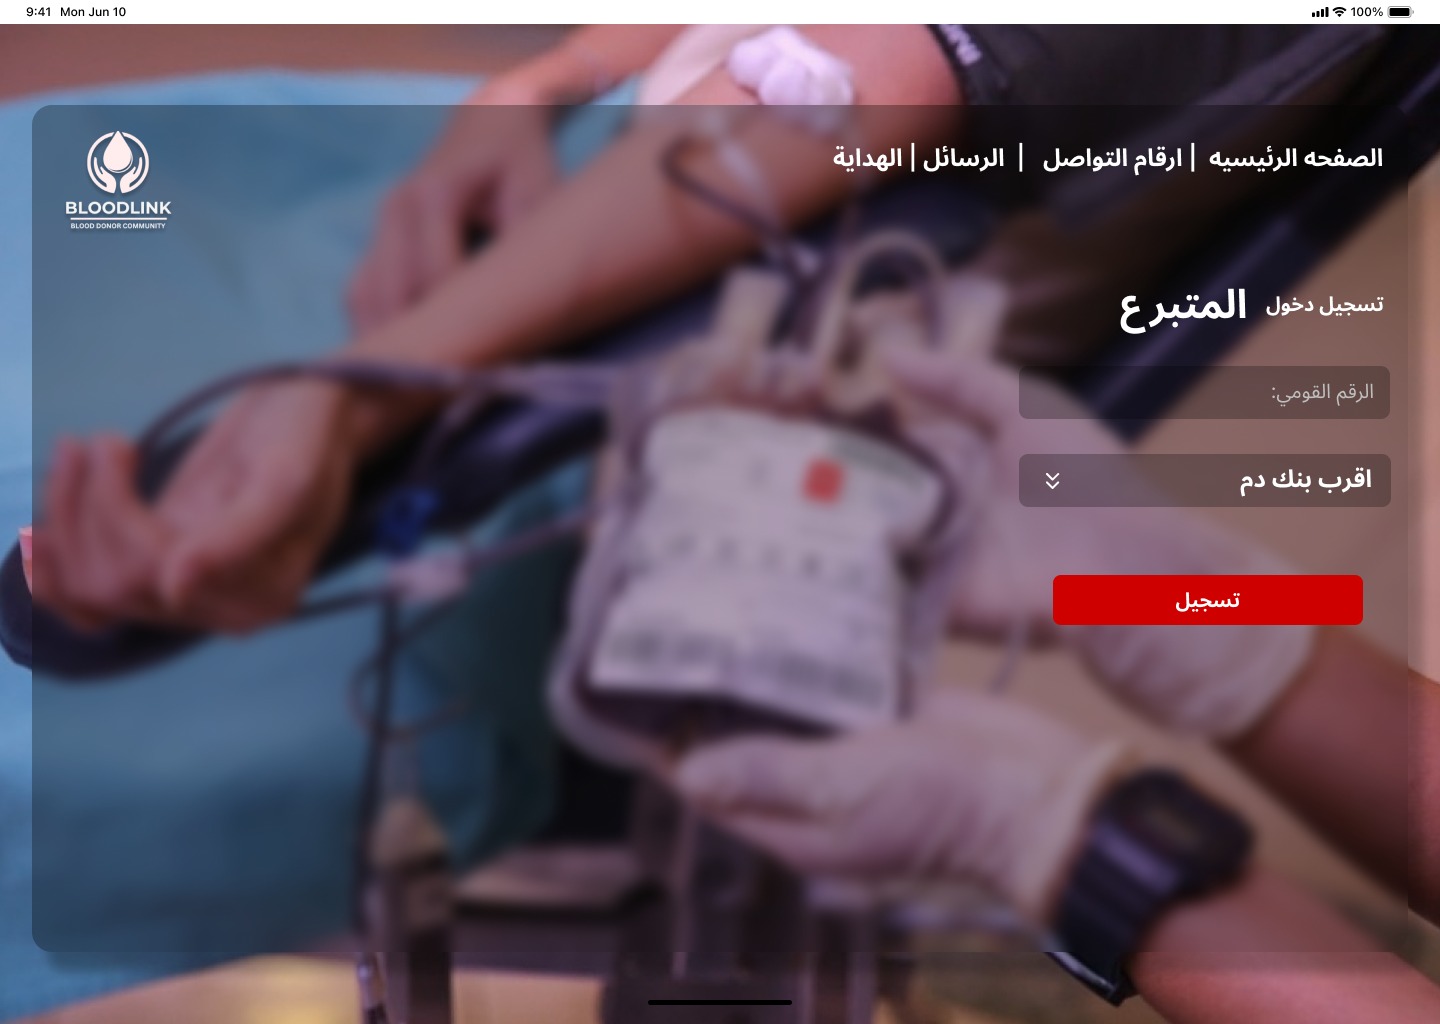 9:41 Mon Jun 10
100%
BLOODLINK
BLOOD DONOR COMMUNITY
الصفحه الرئيسيه | ارقام التواصل | الرسائل | الهداية
تسجيل دخول المتبرع
الرقم القومي:
اقرب بنك دم
تسجيل